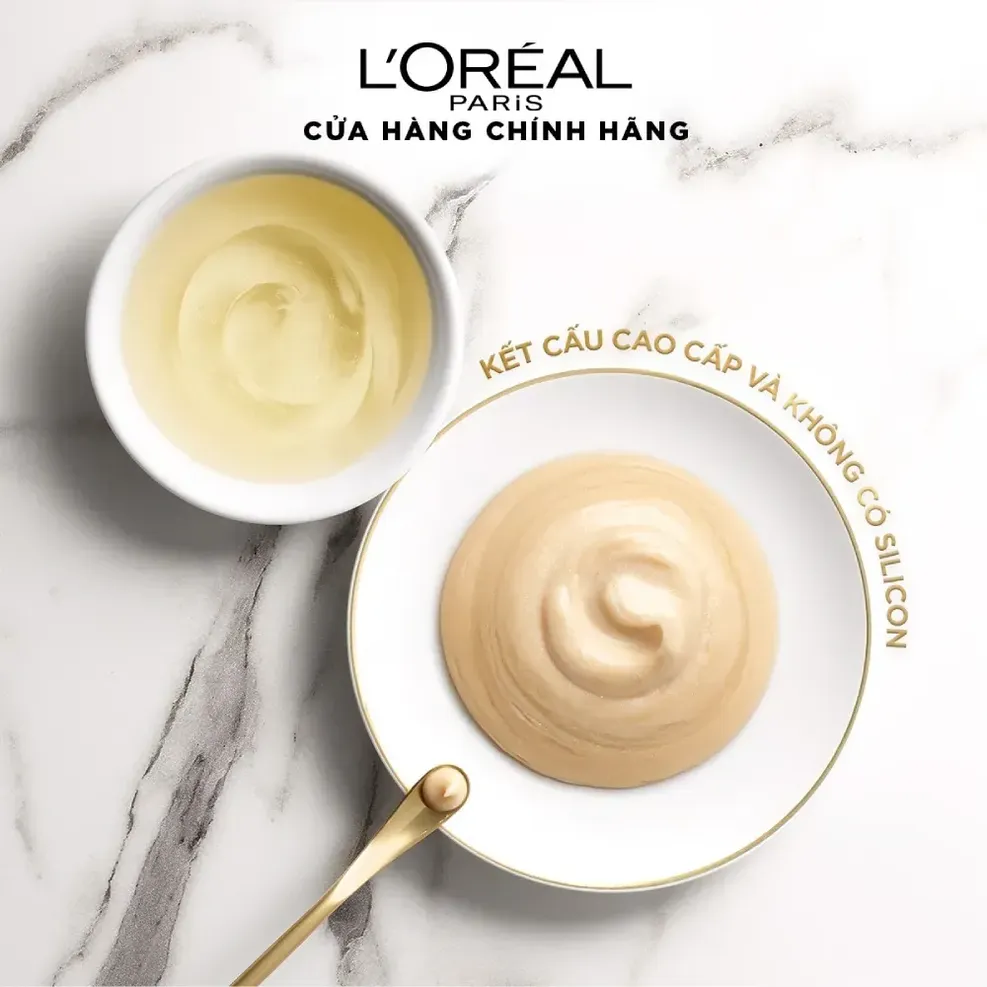 L'ORÉAL
PARiS
CỬA HÀNG CHÍNH HÃNG
KẾT CẤU CAO CẤP VÀ KHÔNG CÓ SILICON